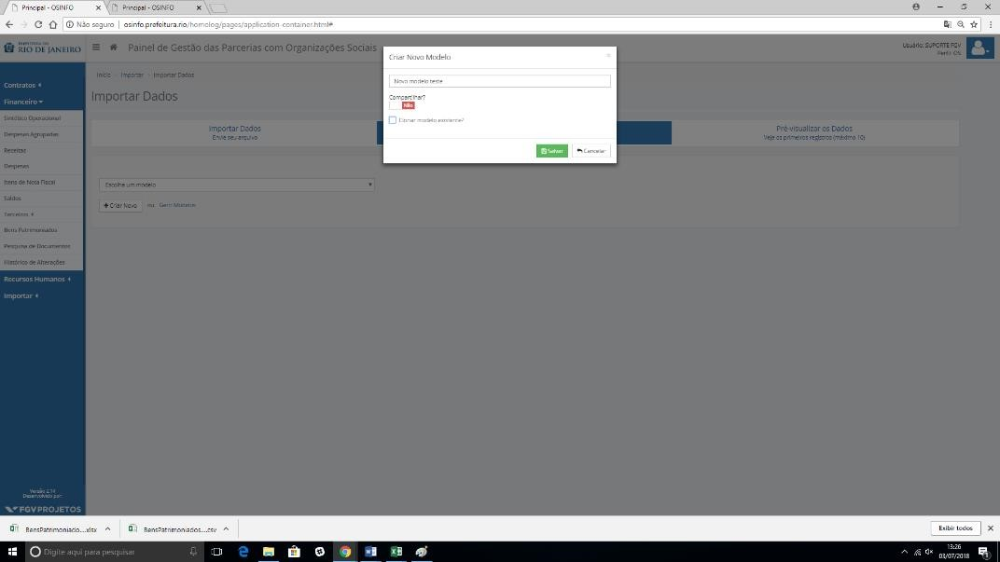 Principal - OSINFO
Principal - OSINFO
Não seguro | osinfo.prefeitura.rio/homolog/pages/application-container.html#
PREFEITURA DO
RIO DE JANEIRO
Painel de Gestão das Parcerias com Organizações Sociais
Usuário: SUPORTE FGV
Perfil: OS
Início
Importar
Importar Dados
Importar Dados
Contratos
Financeiro
Sintético Operacional
Despesas Agrupadas
Receitas
Despesas
Itens de Nota Fiscal
Saldos
Terceiros
Bens Patrimoniados
Pesquisa de Documentos
Histórico de Alterações
Recursos Humanos
Importar
Versão 2.14
Desenvolvido por:
FGV PROJETOS
Importar Dados
Envie seu arquivo
Pré-visualizar os Dados
Veja os primeiros registros (máximo 10)
Escolha um modelo
+ Criar Novo ou Gerir Modelos
Criar Novo Modelo
×
Novo modelo teste
Compartilhar?
Não
Clonar modelo existente?
Salvar
Cancelar
BensPatrimoniado....xlsx
BensPatrimoniados....csv
Exibir todos
Digite aqui para pesquisar
13:26
03/07/2018